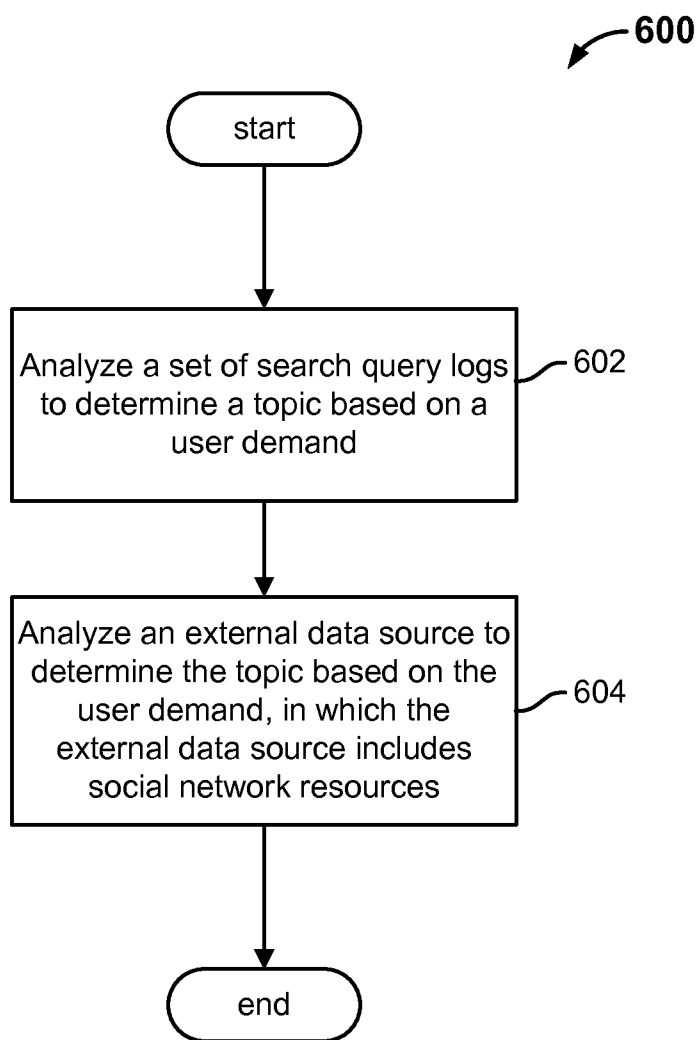 600
start
Analyze a set of search query logs
to determine a topic based on a
user demand
602
Analyze an external data source to
determine the topic based on the
user demand, in which the
external data source includes
social network resources
604
end